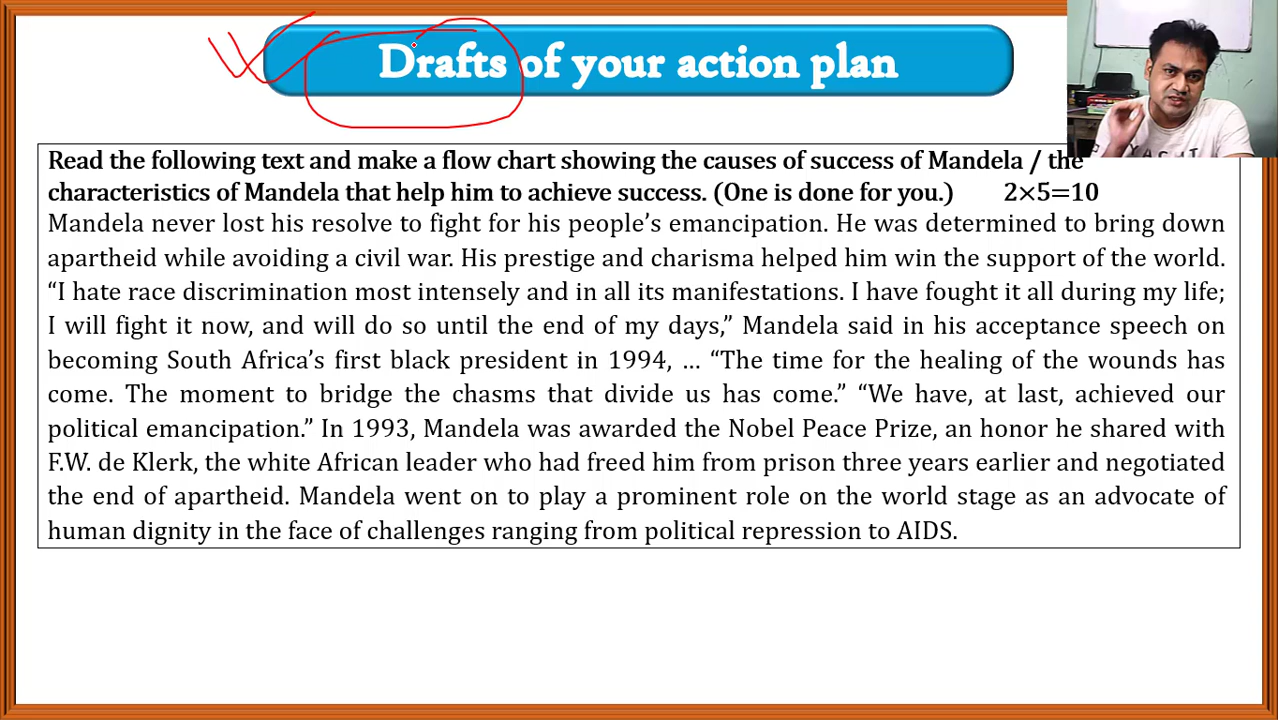 Drafts of your action plan
Read the following text and make a flow chart showing the causes of success of Mandela / the
characteristics of Mandela that help him to achieve success. (One is done for you.) 2×5=10
Mandela never lost his resolve to fight for his people’s emancipation. He was determined to bring down
apartheid while avoiding a civil war. His prestige and charisma helped him win the support of the world.
“I hate race discrimination most intensely and in all its manifestations. I have fought it all during my life;
I will fight it now, and will do so until the end of my days,” Mandela said in his acceptance speech on
becoming South Africa’s first black president in 1994, … “The time for the healing of the wounds has
come. The moment to bridge the chasms that divide us has come.” “We have, at last, achieved our
political emancipation.” In 1993, Mandela was awarded the Nobel Peace Prize, an honor he shared with
F.W. de Klerk, the white African leader who had freed him from prison three years earlier and negotiated
the end of apartheid. Mandela went on to play a prominent role on the world stage as an advocate of
human dignity in the face of challenges ranging from political repression to AIDS.